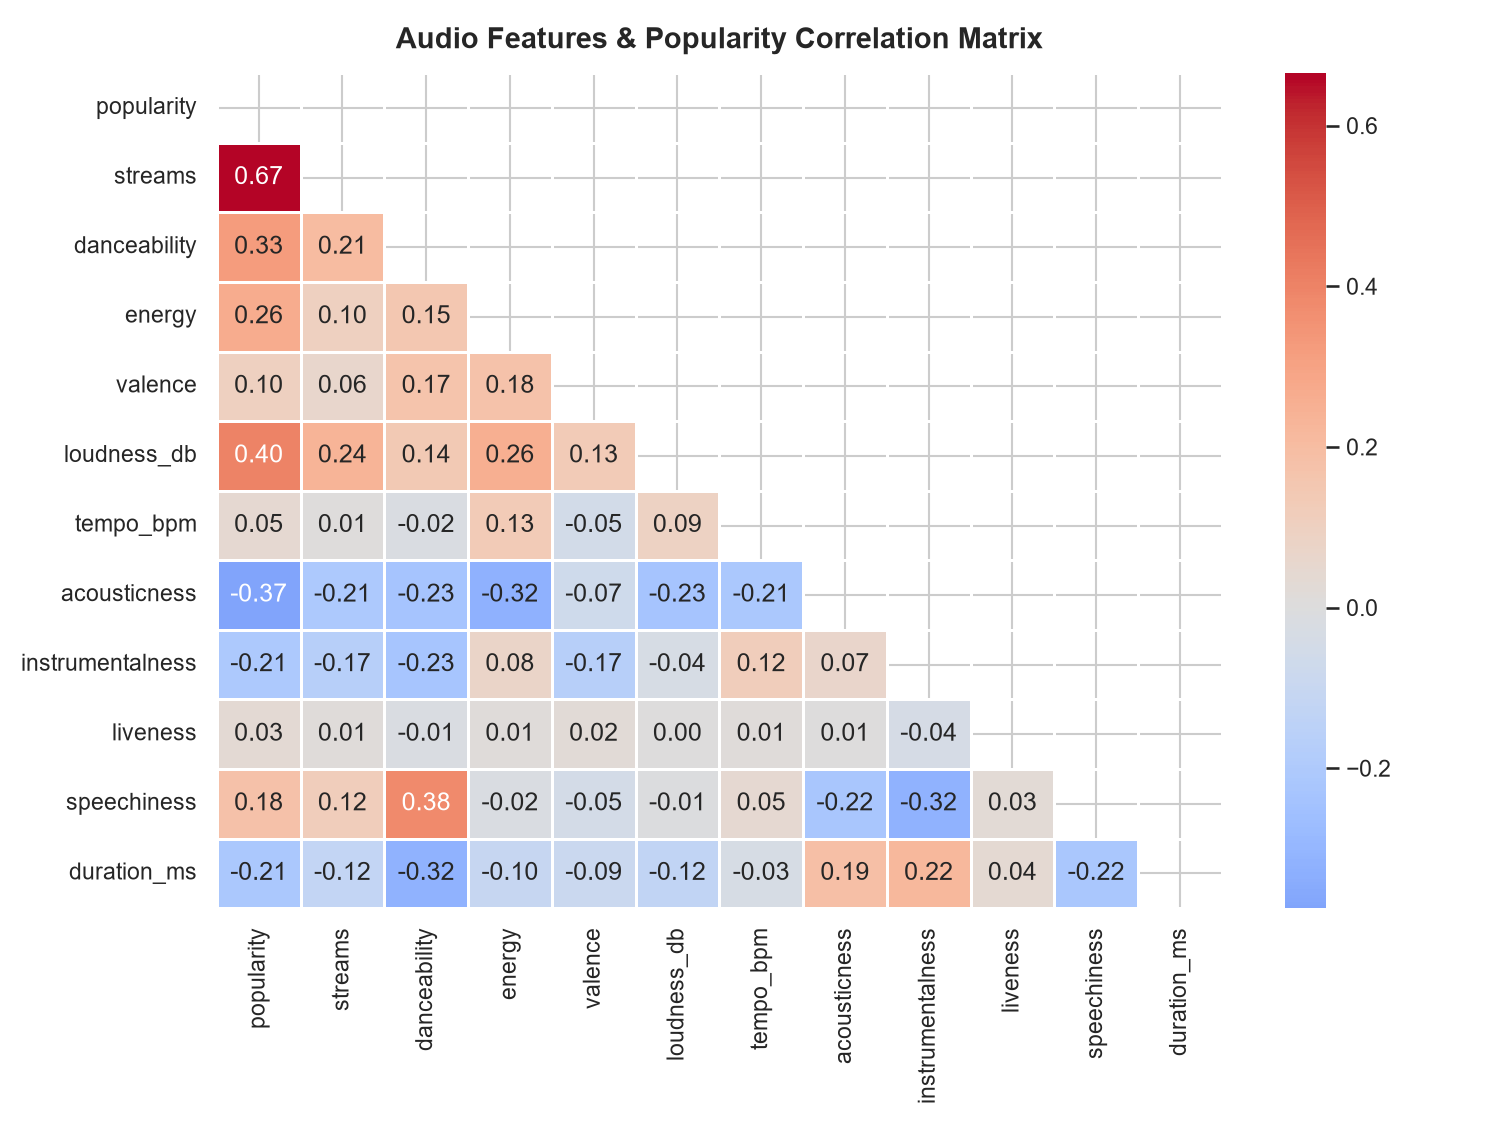 Audio Features & Popularity Correlation Matrix
popularity
streams 0.67
danceability 0.33 0.21
energy 0.26 0.10 0.15
valence 0.10 0.06 0.17 0.18
loudness_db 0.40 0.24 0.14 0.26 0.13
tempo_bpm 0.05 0.01 -0.02 0.13 -0.05 0.09
acousticness -0.37 -0.21 -0.23 -0.32 -0.07 -0.23 -0.21
instrumentalness -0.21 -0.17 -0.23 0.08 -0.17 -0.04 0.12 0.07
liveness 0.03 0.01 -0.01 0.01 0.02 0.00 0.01 0.01 -0.04
speechiness 0.18 0.12 0.38 -0.02 -0.05 -0.01 0.05 -0.22 -0.32 0.03
duration_ms -0.21 -0.12 -0.32 -0.10 -0.09 -0.12 -0.03 0.19 0.22 0.04 -0.22
popularity streams danceability energy valence loudness_db tempo_bpm acousticness instrumentalness liveness speechiness duration_ms
0.6
0.4
0.2
0.0
−0.2